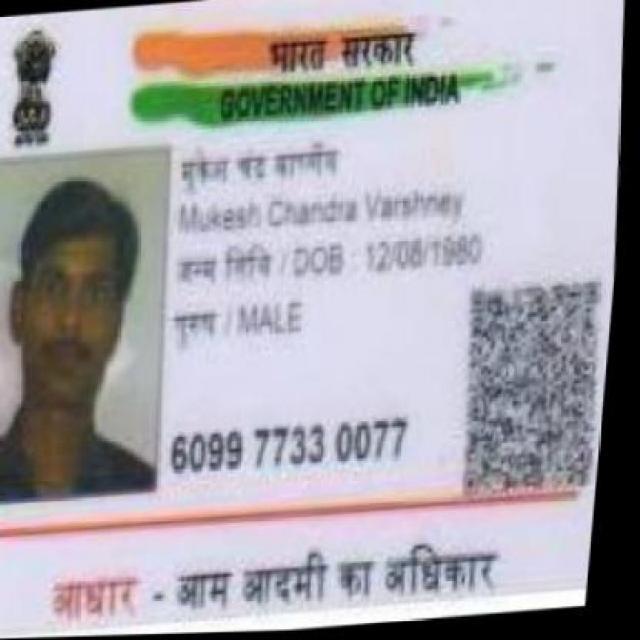 भारत सरकार
GOVERNMENT OF INDIA
मुकेश चंद
Mukesh Chandra Varshney
जन्म तिथि / DOB : 12/08/1980
पुरुष / MALE
6099 7733 0077
आधार - आम आदमी का अधिकार